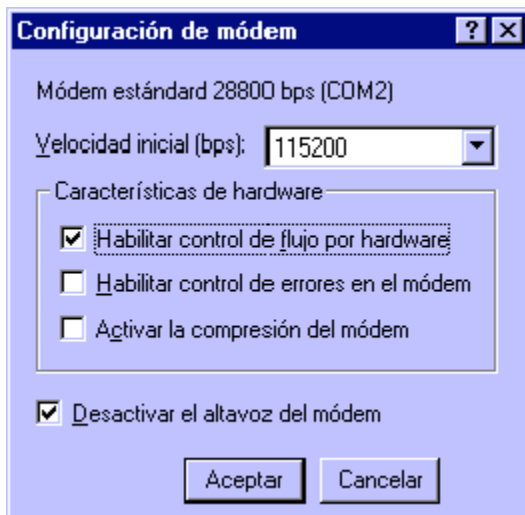 Configuración de módem
Módem estándard 28800 bps (COM2)
Velocidad inicial (bps): 115200
Características de hardware
Habilitar control de flujo por hardware
Habilitar control de errores en el módem
Activar la compresión del módem
Desactivar el altavoz del módem
Aceptar Cancelar